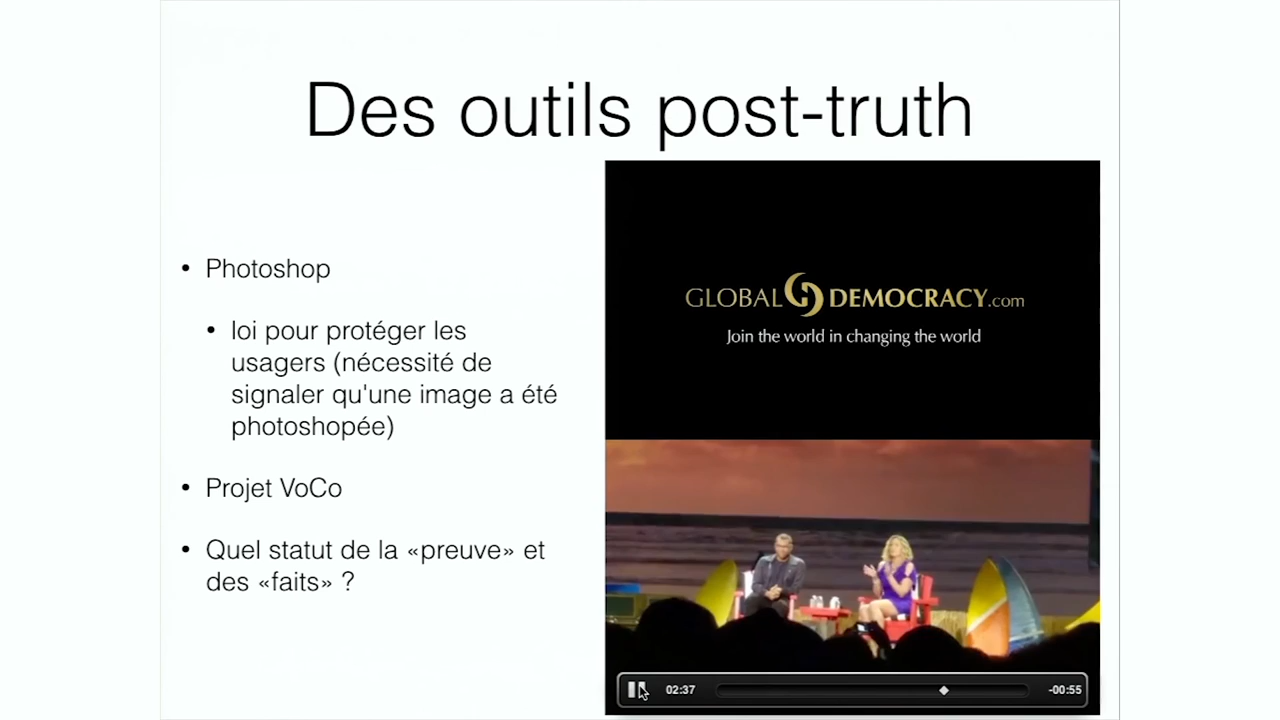 Des outils post-truth
• Photoshop
• loi pour protéger les
usagers (nécessité de
signaler qu'une image a été
photoshopée)
• Projet VoCo
• Quel statut de la «preuve» et
des «faits» ?
GLOBAL DEMOCRACY.com
Join the world in changing the world
02:37
-00:55